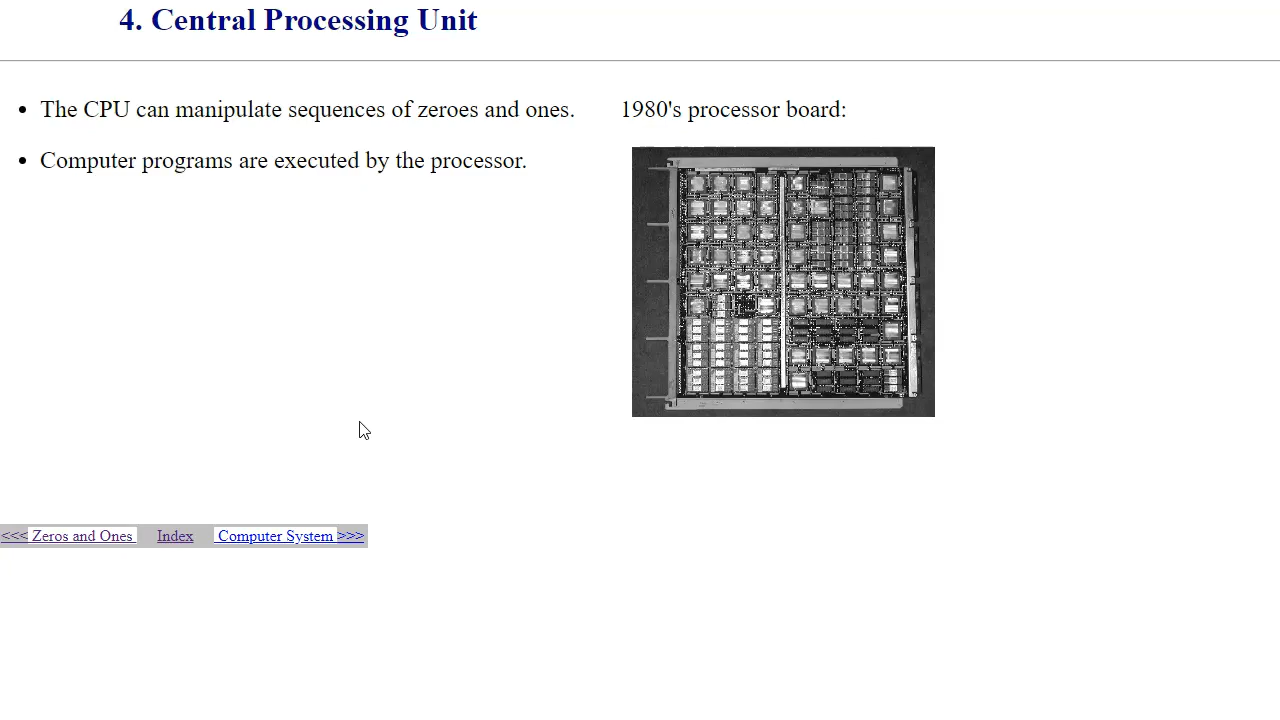 4. Central Processing Unit
• The CPU can manipulate sequences of zeroes and ones.
• Computer programs are executed by the processor.
1980's processor board:
<<< Zeros and Ones Index Computer System >>>